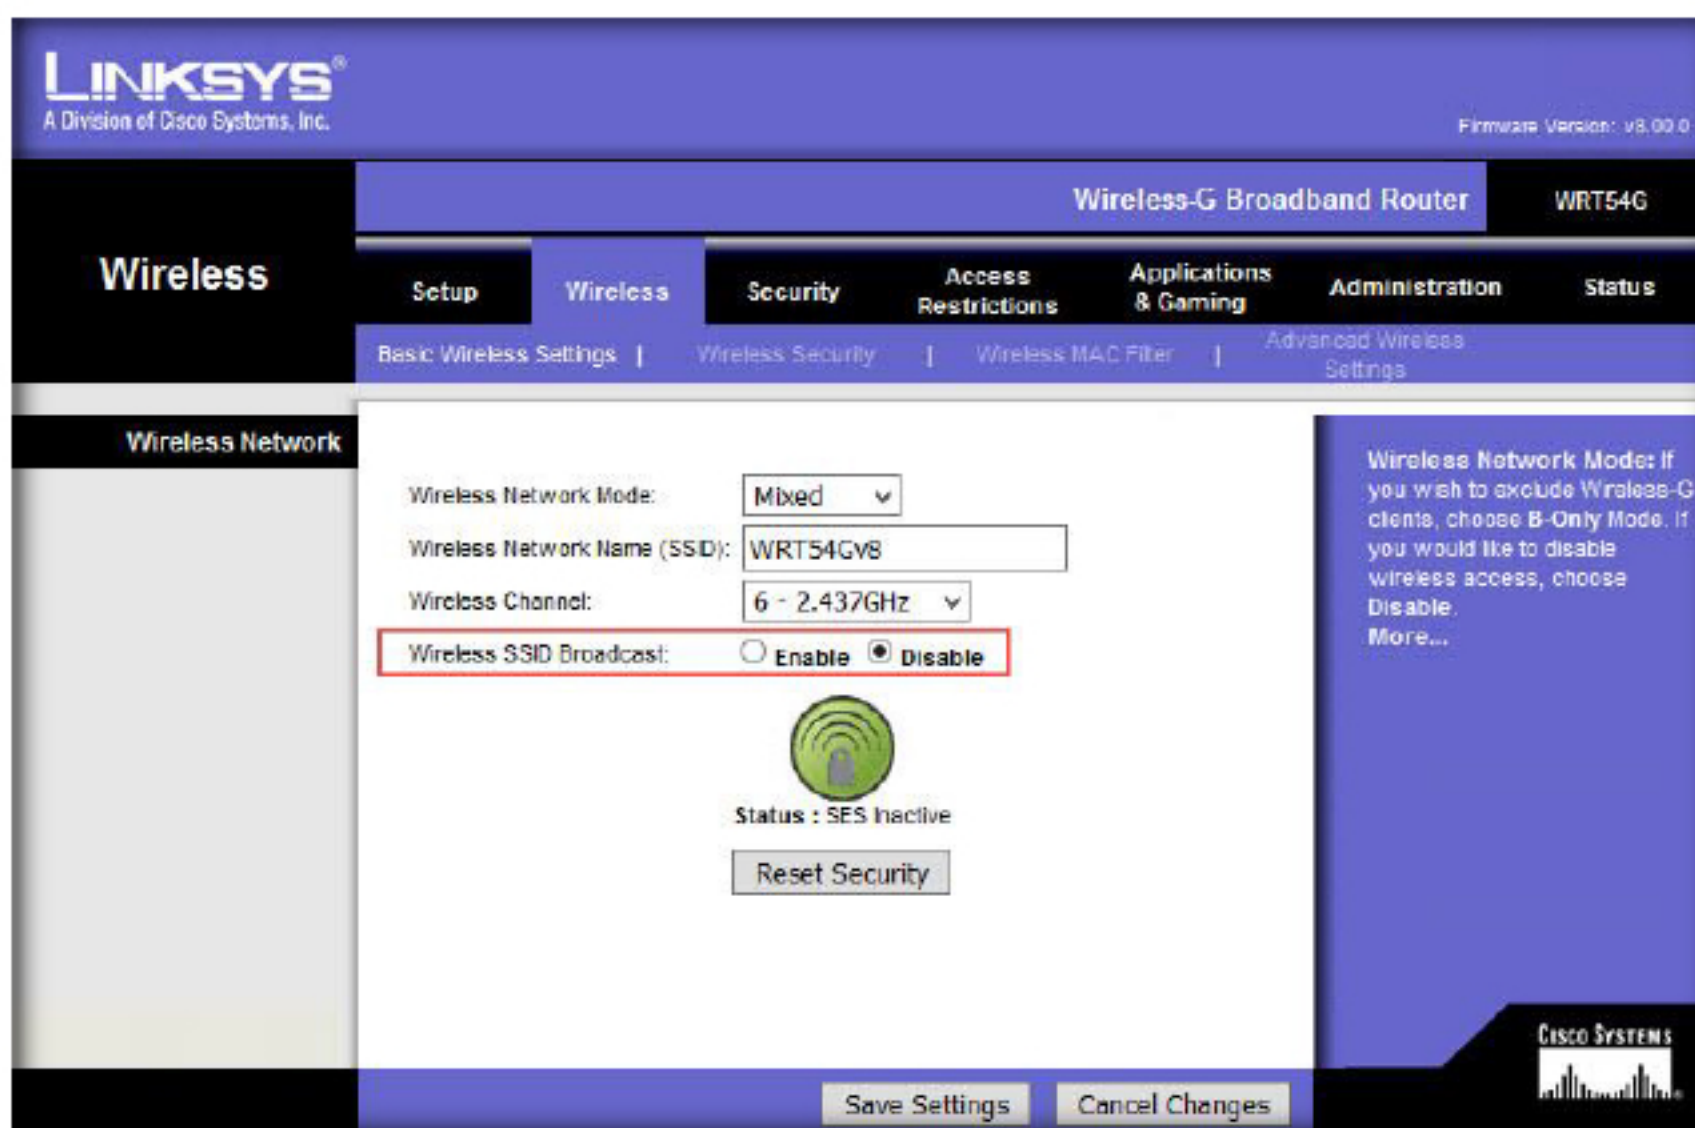 LINKSYS®
A Division of Cisco Systems, Inc.
Firmware Version: v8.00.0
Wireless-G Broadband Router
WRT54G
Wireless
Setup
Wireless
Security
Access
Restrictions
Applications
& Gaming
Administration
Status
Basic Wireless Settings |
Wireless Security |
Wireless MAC Filter |
Advanced Wireless
Settings
Wireless Network
Wireless Network Mode: Mixed
Wireless Network Name (SSID): WRT54Gv8
Wireless Channel: 6 - 2.437GHz
Wireless SSID Broadcast: Enable Disable
Status : SES Inactive
Reset Security
Wireless Network Mode: If
you wish to exclude Wireless-G
clients, choose B-Only Mode. If
you would like to disable
wireless access, choose
Disable.
More...
CISCO SYSTEMS
Save Settings
Cancel Changes